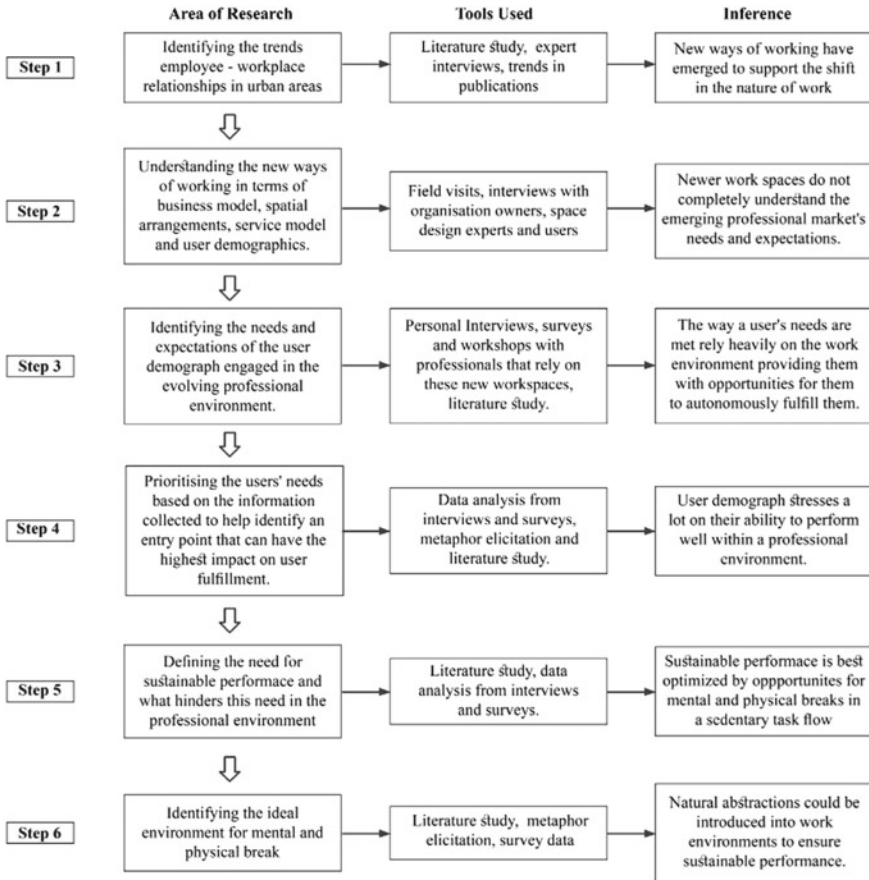 Area of Research
Tools Used
Inference
Step 1
Identifying the trends
employee - workplace
relationships in urban areas
Literature study, expert
interviews, trends in
publications
New ways of working have
emerged to support the shift
in the nature of work
Step 2
Understanding the new ways
of working in terms of
business model, spatial
arrangements, service model
and user demographics.
Field visits, interviews with
organisation owners, space
design experts and users
Newer work spaces do not
completely understand the
emerging professional market's
needs and expectations.
Step 3
Identifying the needs and
expectations of the user
demograph engaged in the
evolving professional
environment.
Personal Interviews, surveys
and workshops with
professionals that rely on
these new workspaces,
literature study.
The way a user's needs are
met rely heavily on the work
environment providing them
with opportunities for them
to autonomously fulfill them.
Step 4
Prioritising the users' needs
based on the information
collected to help identify an
entry point that can have the
highest impact on user
fulfillment.
Data analysis from
interviews and surveys,
metaphor elicitation and
literature study.
User demograph stresses a
lot on their ability to perform
well within a professional
environment.
Step 5
Defining the need for
sustainable performace and
what hinders this need in the
professional environment
Literature study, data
analysis from interviews
and surveys.
Sustainable performace is best
optimized by oppportunites for
mental and physical breaks in
a sedentary task flow
Step 6
Identifying the ideal
environment for mental and
physical break
Literature study, metaphor
elicitation, survey data
Natural abstractions could be
introduced into work
environments to ensure
sustainable performance.